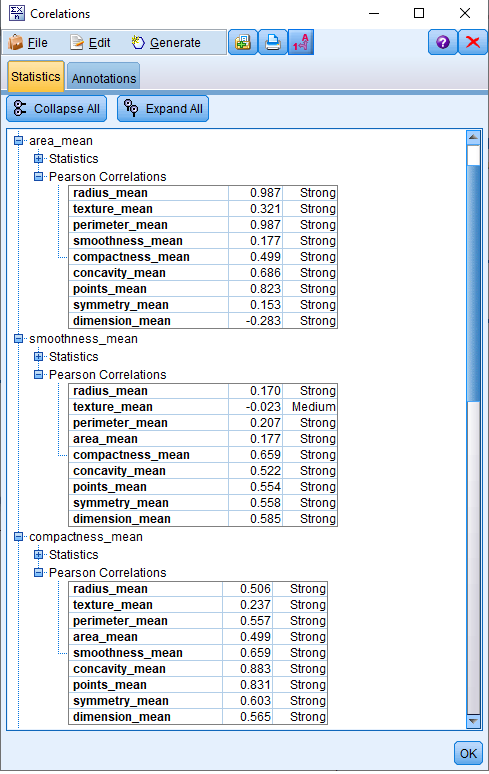 Corelations
File Edit Generate
Statistics Annotations
Collapse All Expand All
area_mean
Statistics
Pearson Correlations
radius_mean 0.987 Strong
texture_mean 0.321 Strong
perimeter_mean 0.987 Strong
smoothness_mean 0.177 Strong
compactness_mean 0.499 Strong
concavity_mean 0.686 Strong
points_mean 0.823 Strong
symmetry_mean 0.153 Strong
dimension_mean -0.283 Strong
smoothness_mean
Statistics
Pearson Correlations
radius_mean 0.170 Strong
texture_mean -0.023 Medium
perimeter_mean 0.207 Strong
area_mean 0.177 Strong
compactness_mean 0.659 Strong
concavity_mean 0.522 Strong
points_mean 0.554 Strong
symmetry_mean 0.558 Strong
dimension_mean 0.585 Strong
compactness_mean
Statistics
Pearson Correlations
radius_mean 0.506 Strong
texture_mean 0.237 Strong
perimeter_mean 0.557 Strong
area_mean 0.499 Strong
smoothness_mean 0.659 Strong
concavity_mean 0.883 Strong
points_mean 0.831 Strong
symmetry_mean 0.603 Strong
dimension_mean 0.565 Strong
OK